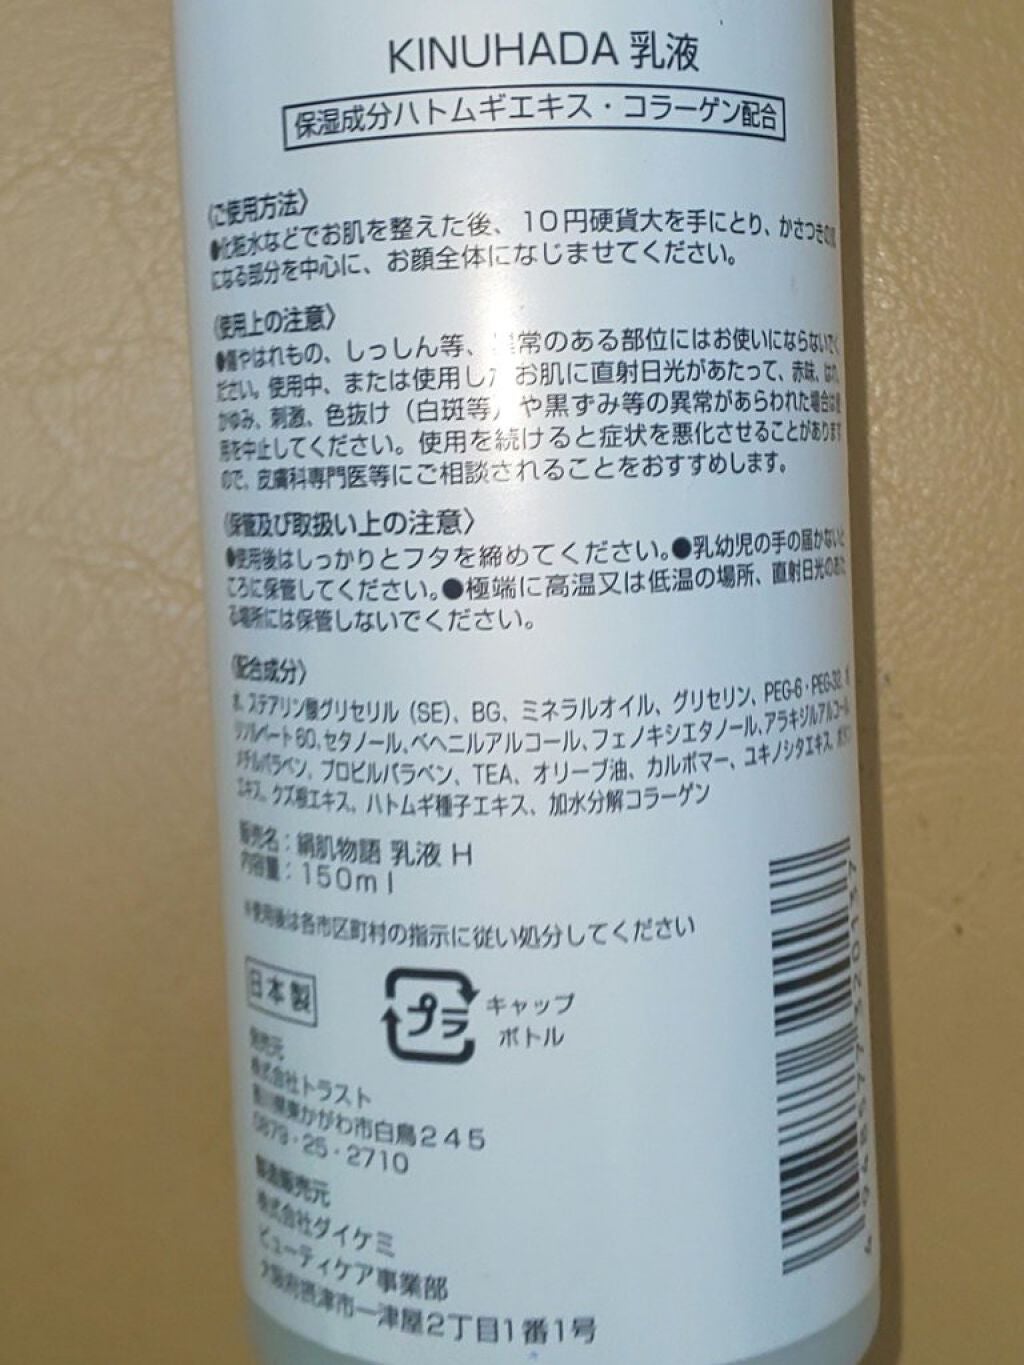 KINUHADA 乳液
保湿成分ハトムギエキス・コラーゲン配合
〈ご使用方法〉
●化粧水などでお肌を整えた後、10円硬貨大を手にとり、かさつきの
になる部分を中心に、お顔全体になじませてください。
〈使用上の注意〉
●傷やはれもの、しっしん等、異常のある部位にはお使いにならないでく
ださい。使用中、または使用した お肌に直射日光があたって、赤味、はれ、
かゆみ、刺激、色抜け（白斑等）や黒ずみ等の異常があらわれた場合は使
用を中止してください。使用を続けると症状を悪化させることがあります
ので、皮膚科専門医等にご相談されることをおすすめします。
〈保管及び取扱い上の注意〉
●使用後はしっかりとフタを締めてください。●乳幼児の手の届かないと
ころに保管してください。●極端に高温又は低温の場所、直射日光のあた
る場所には保管しないでください。
〈配合成分〉
水、ステアリン酸グリセリル（SE）、BG、ミネラルオイル、グリセリン、PEG-6・PEG-32、ポ
リソルベート60、セタノール、ベヘニルアルコール、フェノキシエタノール、アラキジルアルコール、
メチルパラベン、プロピルパラベン、TEA、オリーブ油、カルボマー、ユキノシタエキス、
エキス、クズ根エキス、ハトムギ種子エキス、加水分解コラーゲン
販売名：絹肌物語 乳液 H
内容量：150ml
※使用後は各市区町村の指示に従い処分してください
日本製
プラ
キャップ
ボトル
発売元
株式会社トラスト
香川県東かがわ市白鳥245
0879・25・2710
製造販売元
株式会社ダイケミ
ビューティケア事業部
大阪府摂津市一津屋2丁目1番1号